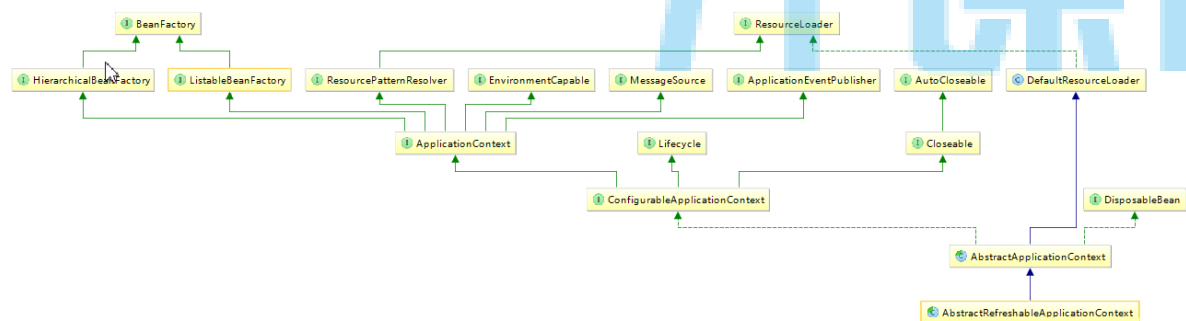 BeanFactory
ResourceLoader
HierarchicalBeanFactory
ListableBeanFactory
ResourcePatternResolver
EnvironmentCapable
MessageSource
ApplicationEventPublisher
AutoCloseable
DefaultResourceLoader
ApplicationContext
Lifecycle
Closeable
ConfigurableApplicationContext
DisposableBean
AbstractApplicationContext
AbstractRefreshableApplicationContext